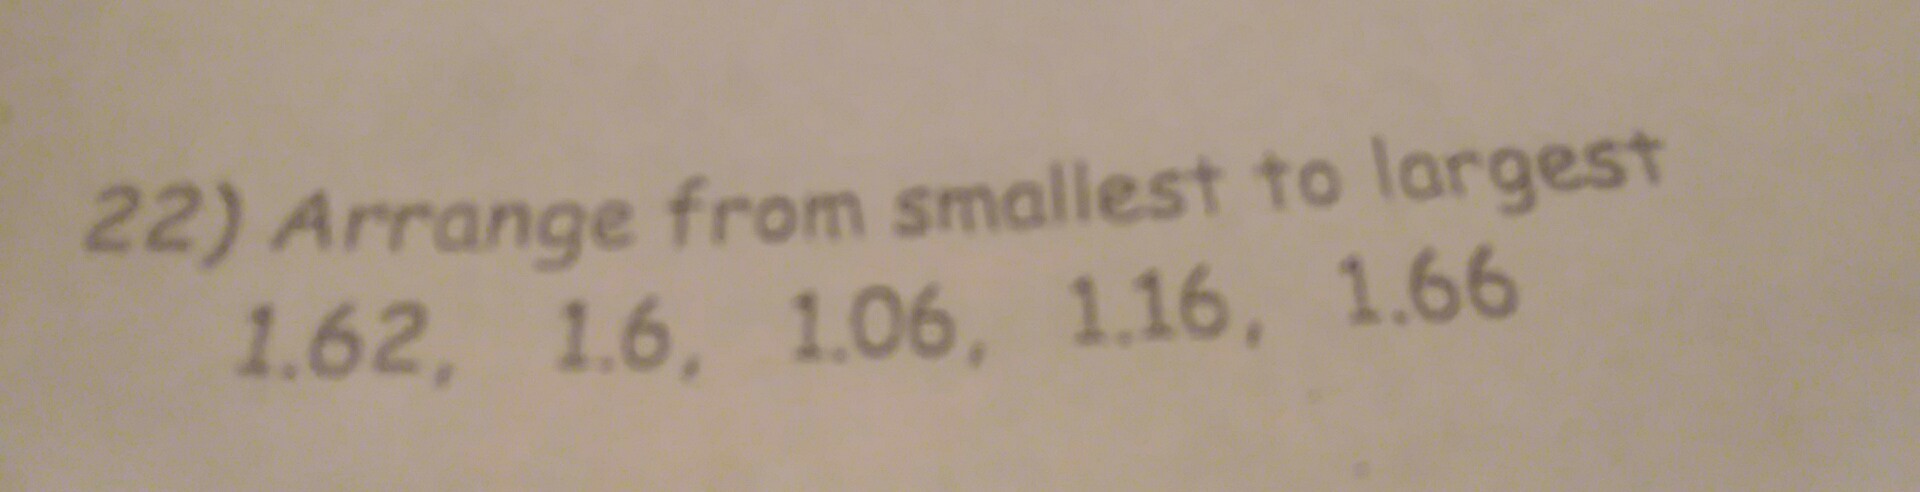 22) Arrange from smallest to largest
1.62, 1.6, 1.06, 1.16, 1.66